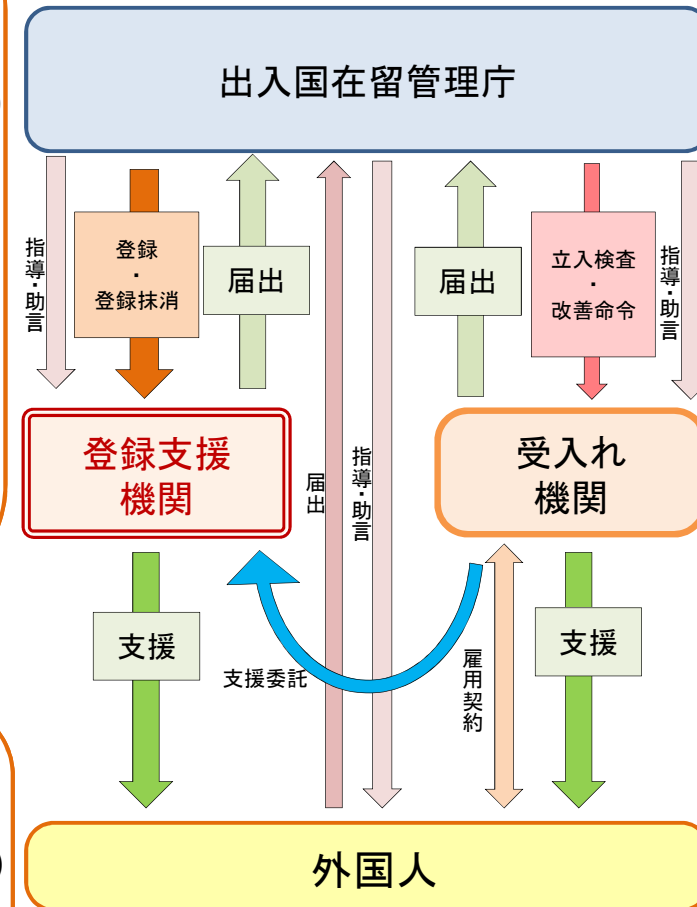 出入国在留管理庁
指導・助言
登録
・
登録抹消
届出
届出
立入検査
・
改善命令
指導・助言
登録支援
機関
届出
指導・助言
受入れ
機関
支援
支援委託
雇用契約
支援
外国人